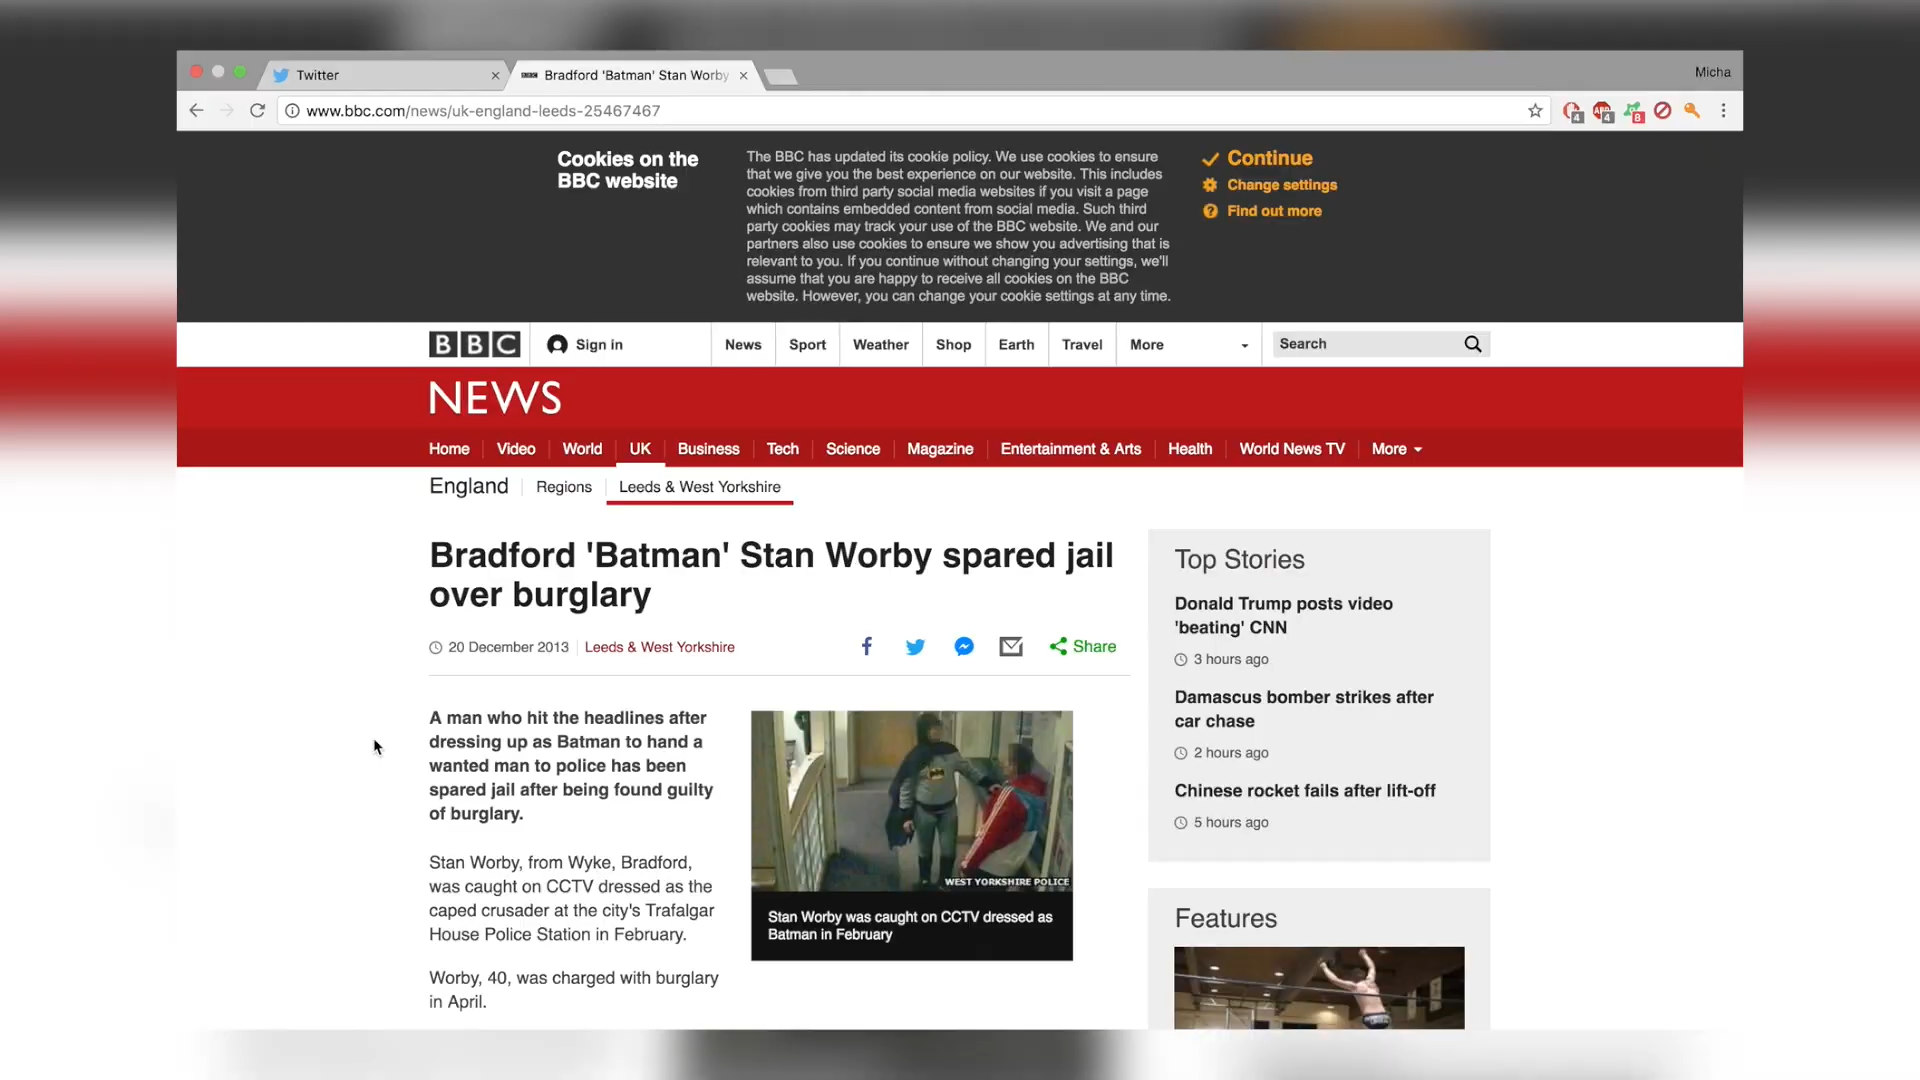 Twitter
Bradford 'Batman' Stan Worby
Micha
www.bbc.com/news/uk-england-leeds-25467467
4
4
8
Cookies on the
BBC website
The BBC has updated its cookie policy. We use cookies to ensure
that we give you the best experience on our website. This includes
cookies from third party social media websites if you visit a page
which contains embedded content from social media. Such third
party cookies may track your use of the BBC website. We and our
partners also use cookies to ensure we show you advertising that is
relevant to you. If you continue without changing your settings, we'll
assume that you are happy to receive all cookies on the BBC
website. However, you can change your cookie settings at any time.
Continue
Change settings
Find out more
BBC
Sign in
News
Sport
Weather
Shop
Earth
Travel
More
Search
NEWS
Home
Video
World
UK
Business
Tech
Science
Magazine
Entertainment & Arts
Health
World News TV
More
England
Regions
Leeds & West Yorkshire
Bradford 'Batman' Stan Worby spared jail
over burglary
20 December 2013
Leeds & West Yorkshire
Share
A man who hit the headlines after
dressing up as Batman to hand a
wanted man to police has been
spared jail after being found guilty
of burglary.
Stan Worby, from Wyke, Bradford,
was caught on CCTV dressed as the
caped crusader at the city's Trafalgar
House Police Station in February.
Worby, 40, was charged with burglary
in April.
WEST YORKSHIRE POLICE
Stan Worby was caught on CCTV dressed as
Batman in February
Top Stories
Donald Trump posts video
'beating' CNN
3 hours ago
Damascus bomber strikes after
car chase
2 hours ago
Chinese rocket fails after lift-off
5 hours ago
Features